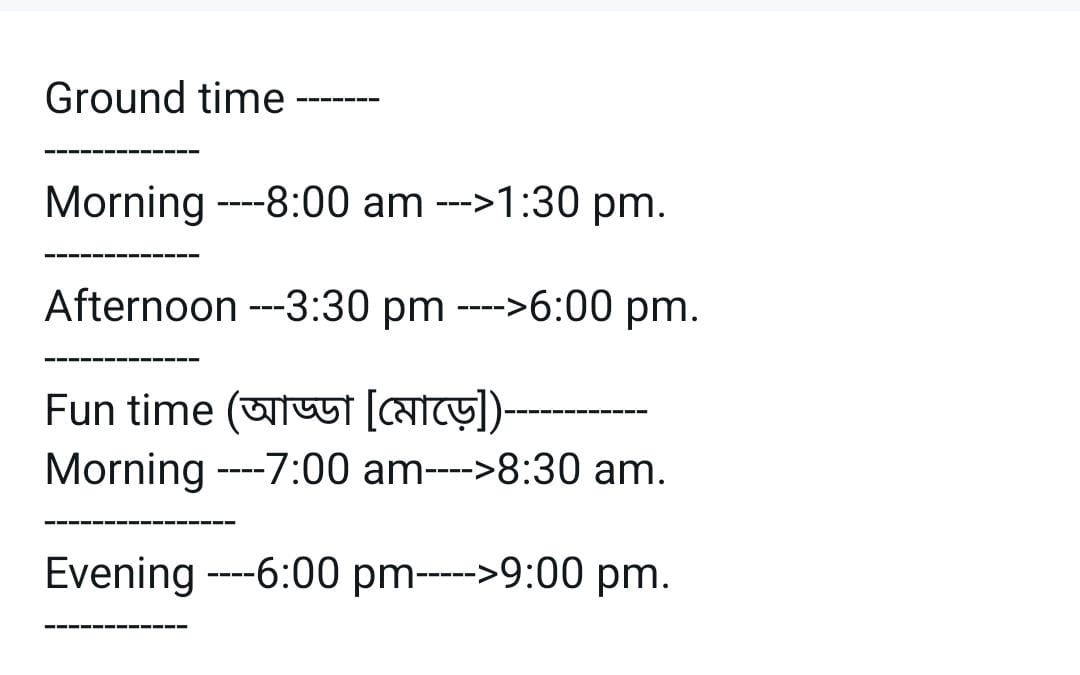 Ground time -------
-------------
Morning ----8:00 am --->1:30 pm.
-------------
Afternoon ---3:30 pm ---->6:00 pm.
-------------
Fun time (আড্ডা [মোড়ে])------------
Morning ----7:00 am---->8:30 am.
----------------
Evening ----6:00 pm----->9:00 pm.
------------